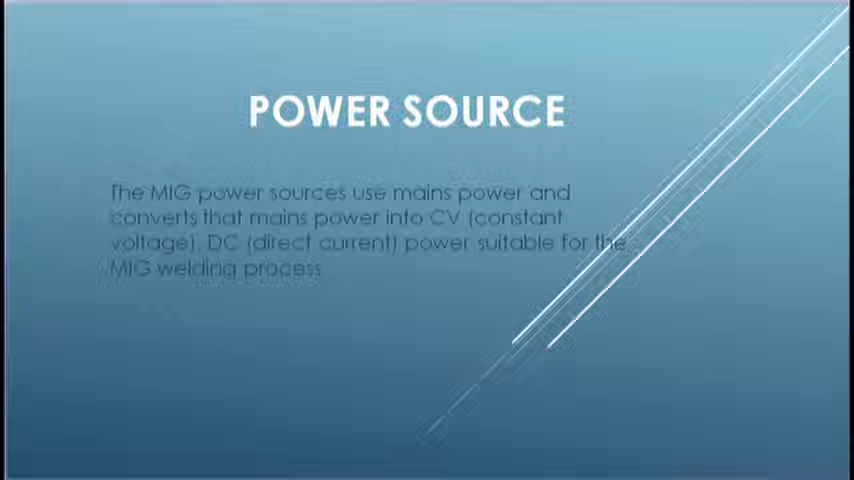 POWER SOURCE
The MIG power sources use mains power and
converts that mains power into CV (constant
voltage), DC (direct current) power suitable for the
MIG welding process